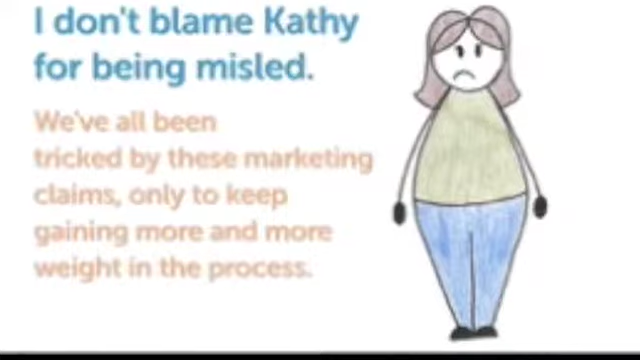 I don't blame Kathy
for being misled.
We've all been
tricked by these marketing
claims, only to keep
gaining more and more
weight in the process.